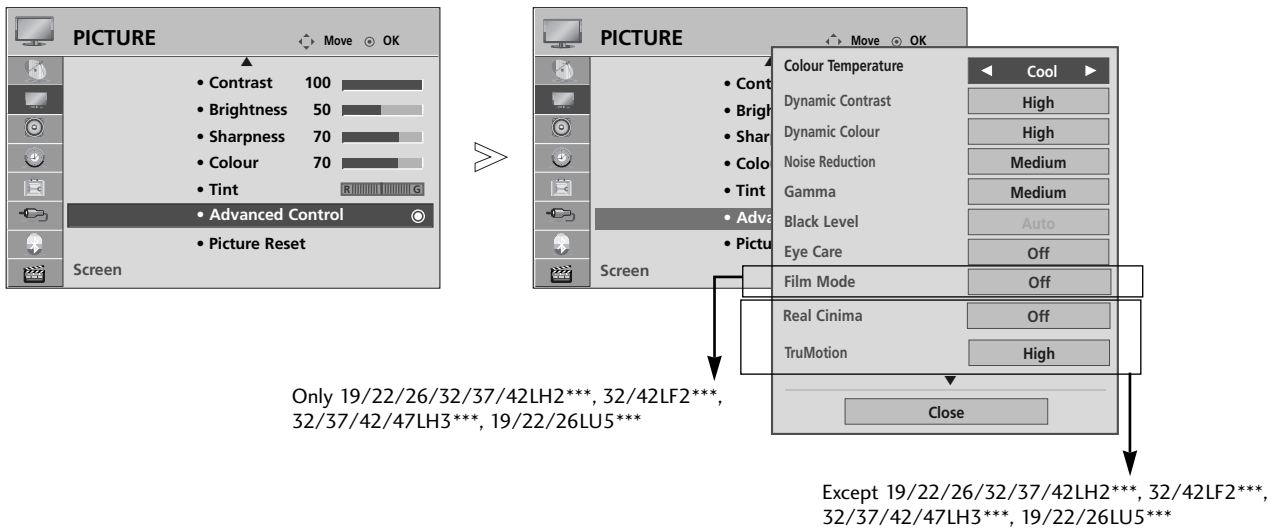 PICTURE
Move OK
• Contrast 100
• Brightness 50
• Sharpness 70
• Colour 70
• Tint R G
• Advanced Control
• Picture Reset
Screen
PICTURE
Move OK
• Cont
• Brigh
• Shar
• Colo
• Tint
• Adva
• Pictu
Screen
Colour Temperature ◄ Cool ►
Dynamic Contrast High
Dynamic Colour High
Noise Reduction Medium
Gamma Medium
Black Level Auto
Eye Care Off
Film Mode Off
Real Cinima Off
TruMotion High
Close
Only 19/22/26/32/37/42LH2***, 32/42LF2***,
32/37/42/47LH3***, 19/22/26LU5***
Except 19/22/26/32/37/42LH2***, 32/42LF2***,
32/37/42/47LH3***, 19/22/26LU5***